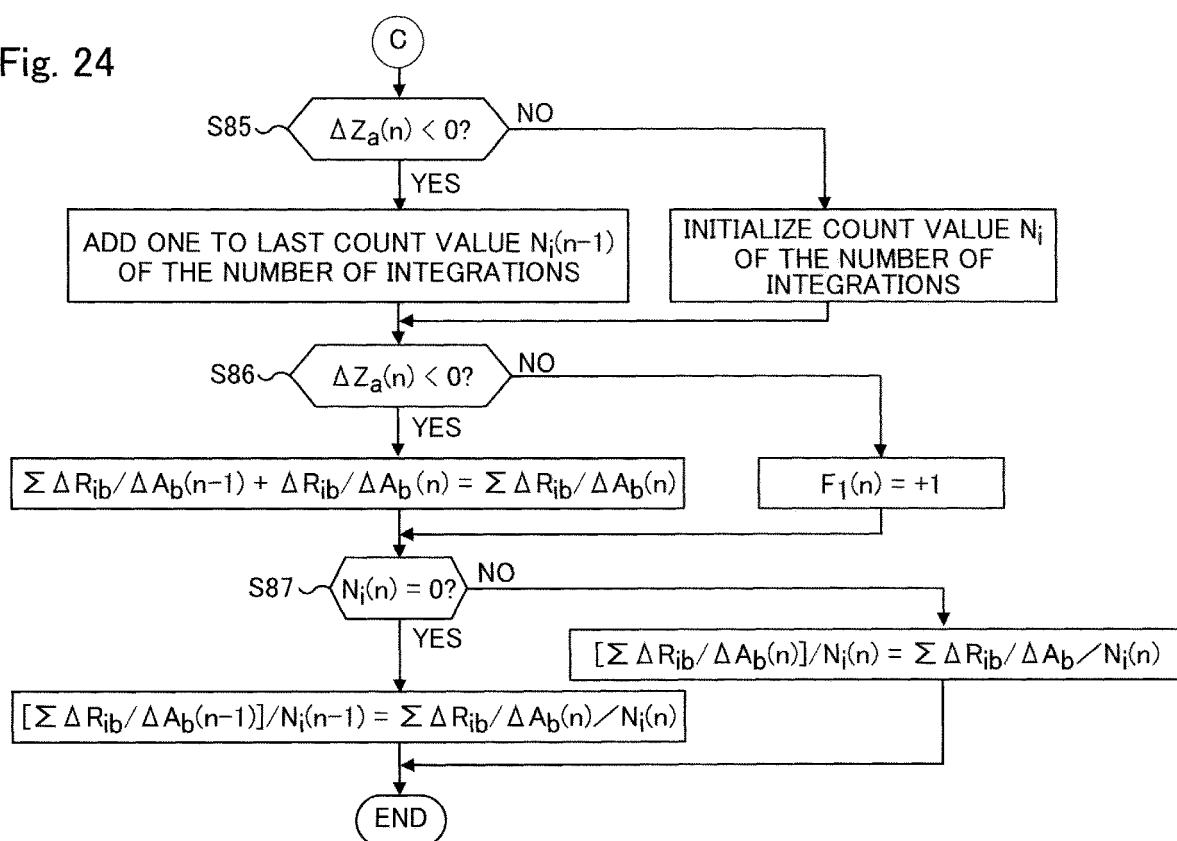 Fig. 24
C
S85
ΔZa(n) < 0?
NO
YES
ADD ONE TO LAST COUNT VALUE Ni(n-1)
OF THE NUMBER OF INTEGRATIONS
INITIALIZE COUNT VALUE Ni
OF THE NUMBER OF
INTEGRATIONS
S86
ΔZa(n) < 0?
NO
YES
Σ ΔRib/ΔAb(n-1) + ΔRib/ΔAb(n) = Σ ΔRib/ΔAb(n)
F1(n) = +1
S87
Ni(n) = 0?
NO
YES
[Σ ΔRib/ΔAb(n)]/Ni(n) = Σ ΔRib/ΔAb/Ni(n)
[Σ ΔRib/ΔAb(n-1)]/Ni(n-1) = Σ ΔRib/ΔAb(n)/Ni(n)
END